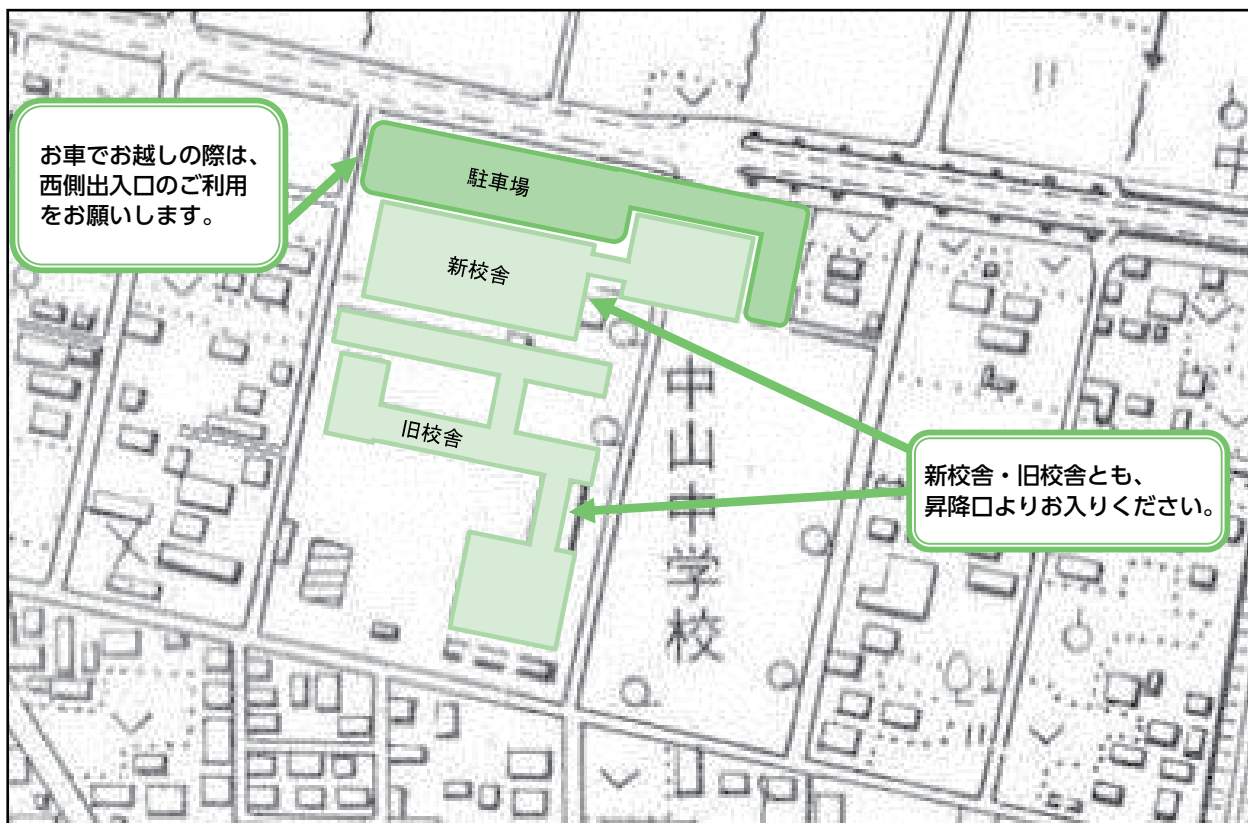 お車でお越しの際は、
西側出入口のご利用
をお願いします。
駐車場
新校舎
旧校舎
中山中学校
新校舎・旧校舎とも、
昇降口よりお入りください。
中